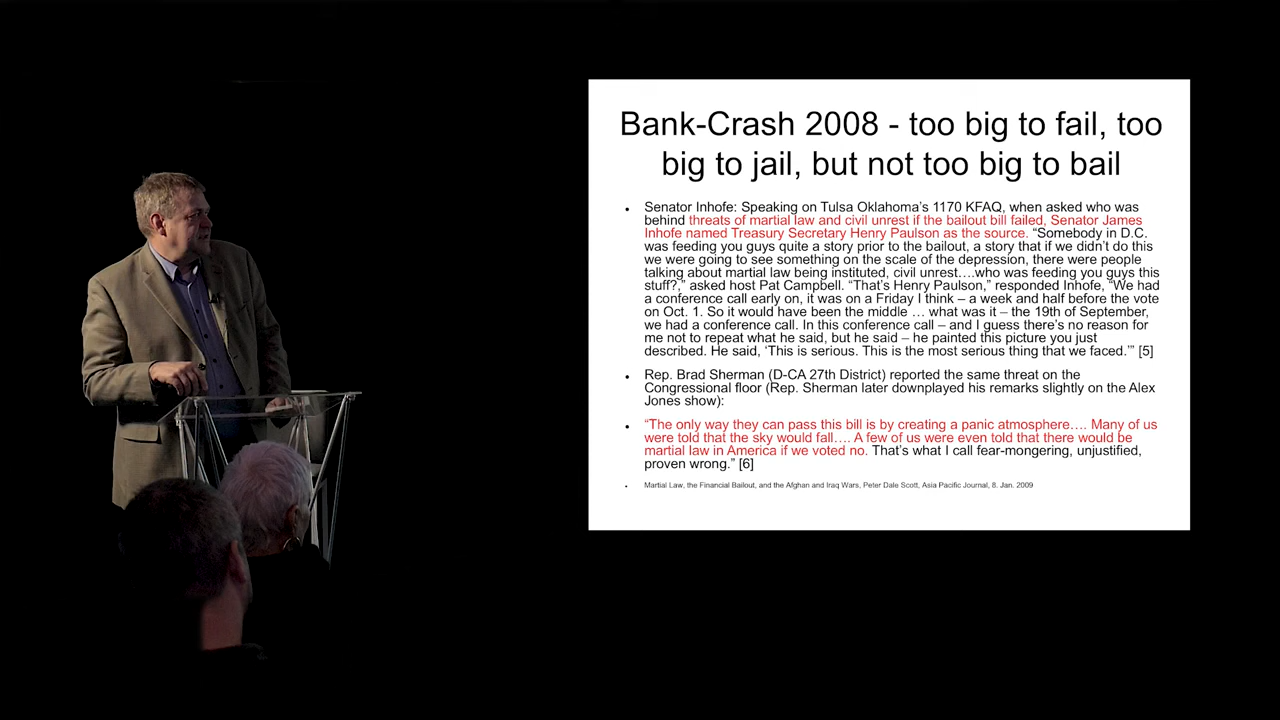 Bank-Crash 2008 - too big to fail, too
big to jail, but not too big to bail
• Senator Inhofe: Speaking on Tulsa Oklahoma’s 1170 KFAQ, when asked who was
behind threats of martial law and civil unrest if the bailout bill failed, Senator James
Inhofe named Treasury Secretary Henry Paulson as the source. “Somebody in D.C.
was feeding you guys quite a story prior to the bailout, a story that if we didn’t do this
we were going to see something on the scale of the depression, there were people
talking about martial law being instituted, civil unrest….who was feeding you guys this
stuff?,” asked host Pat Campbell. “That’s Henry Paulson,” responded Inhofe, “We had
a conference call early on, it was on a Friday I think – a week and half before the vote
on Oct. 1. So it would have been the middle … what was it – the 19th of September,
we had a conference call. In this conference call – and I guess there’s no reason for
me not to repeat what he said, but he said – he painted this picture you just
described. He said, ‘This is serious. This is the most serious thing that we faced.’” [5]
• Rep. Brad Sherman (D-CA 27th District) reported the same threat on the
Congressional floor (Rep. Sherman later downplayed his remarks slightly on the Alex
Jones show):
• “The only way they can pass this bill is by creating a panic atmosphere…. Many of us
were told that the sky would fall…. A few of us were even told that there would be
martial law in America if we voted no. That’s what I call fear-mongering, unjustified,
proven wrong.” [6]
• Martial Law, the Financial Bailout, and the Afghan and Iraq Wars, Peter Dale Scott, Asia Pacific Journal, 8. Jan. 2009